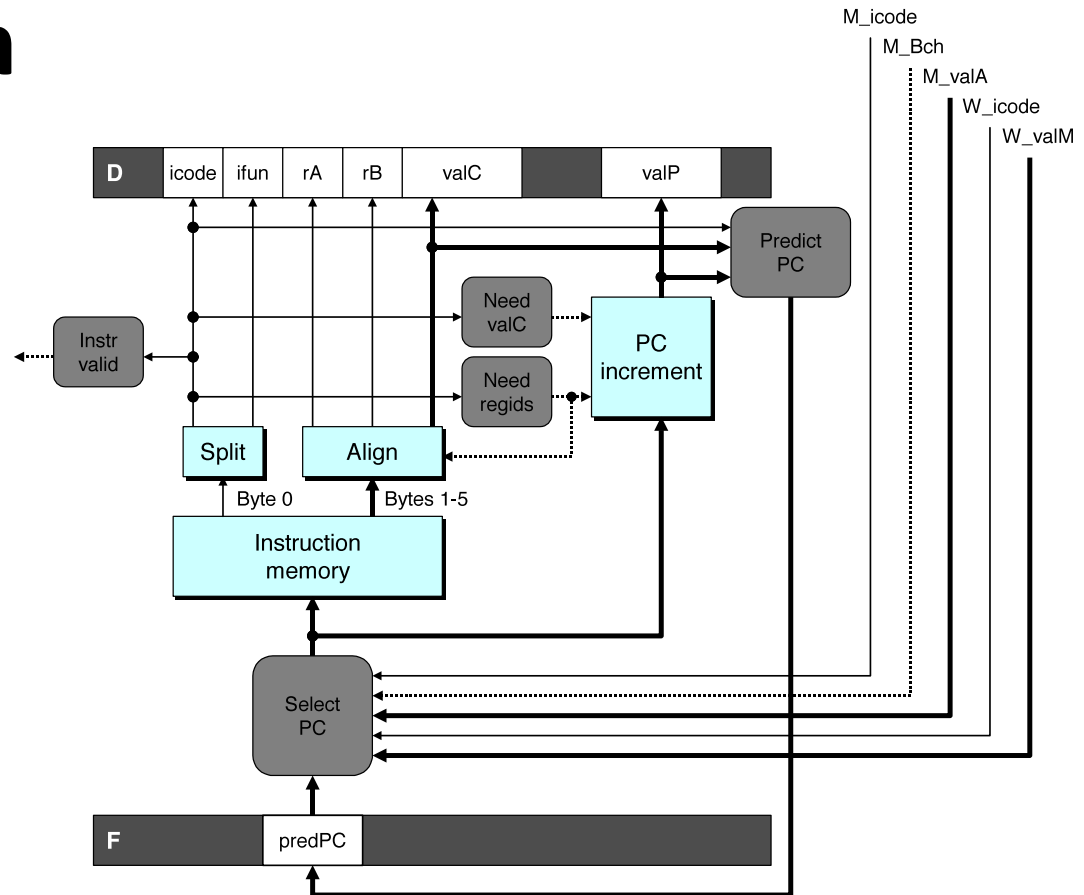 n
M_icode
M_Bch
M_valA
W_icode
W_valM
D icode ifun rA rB valC valP
Predict
PC
Need
valC
Instr
valid
PC
increment
Need
regids
Split
Align
Byte 0
Bytes 1-5
Instruction
memory
Select
PC
F predPC